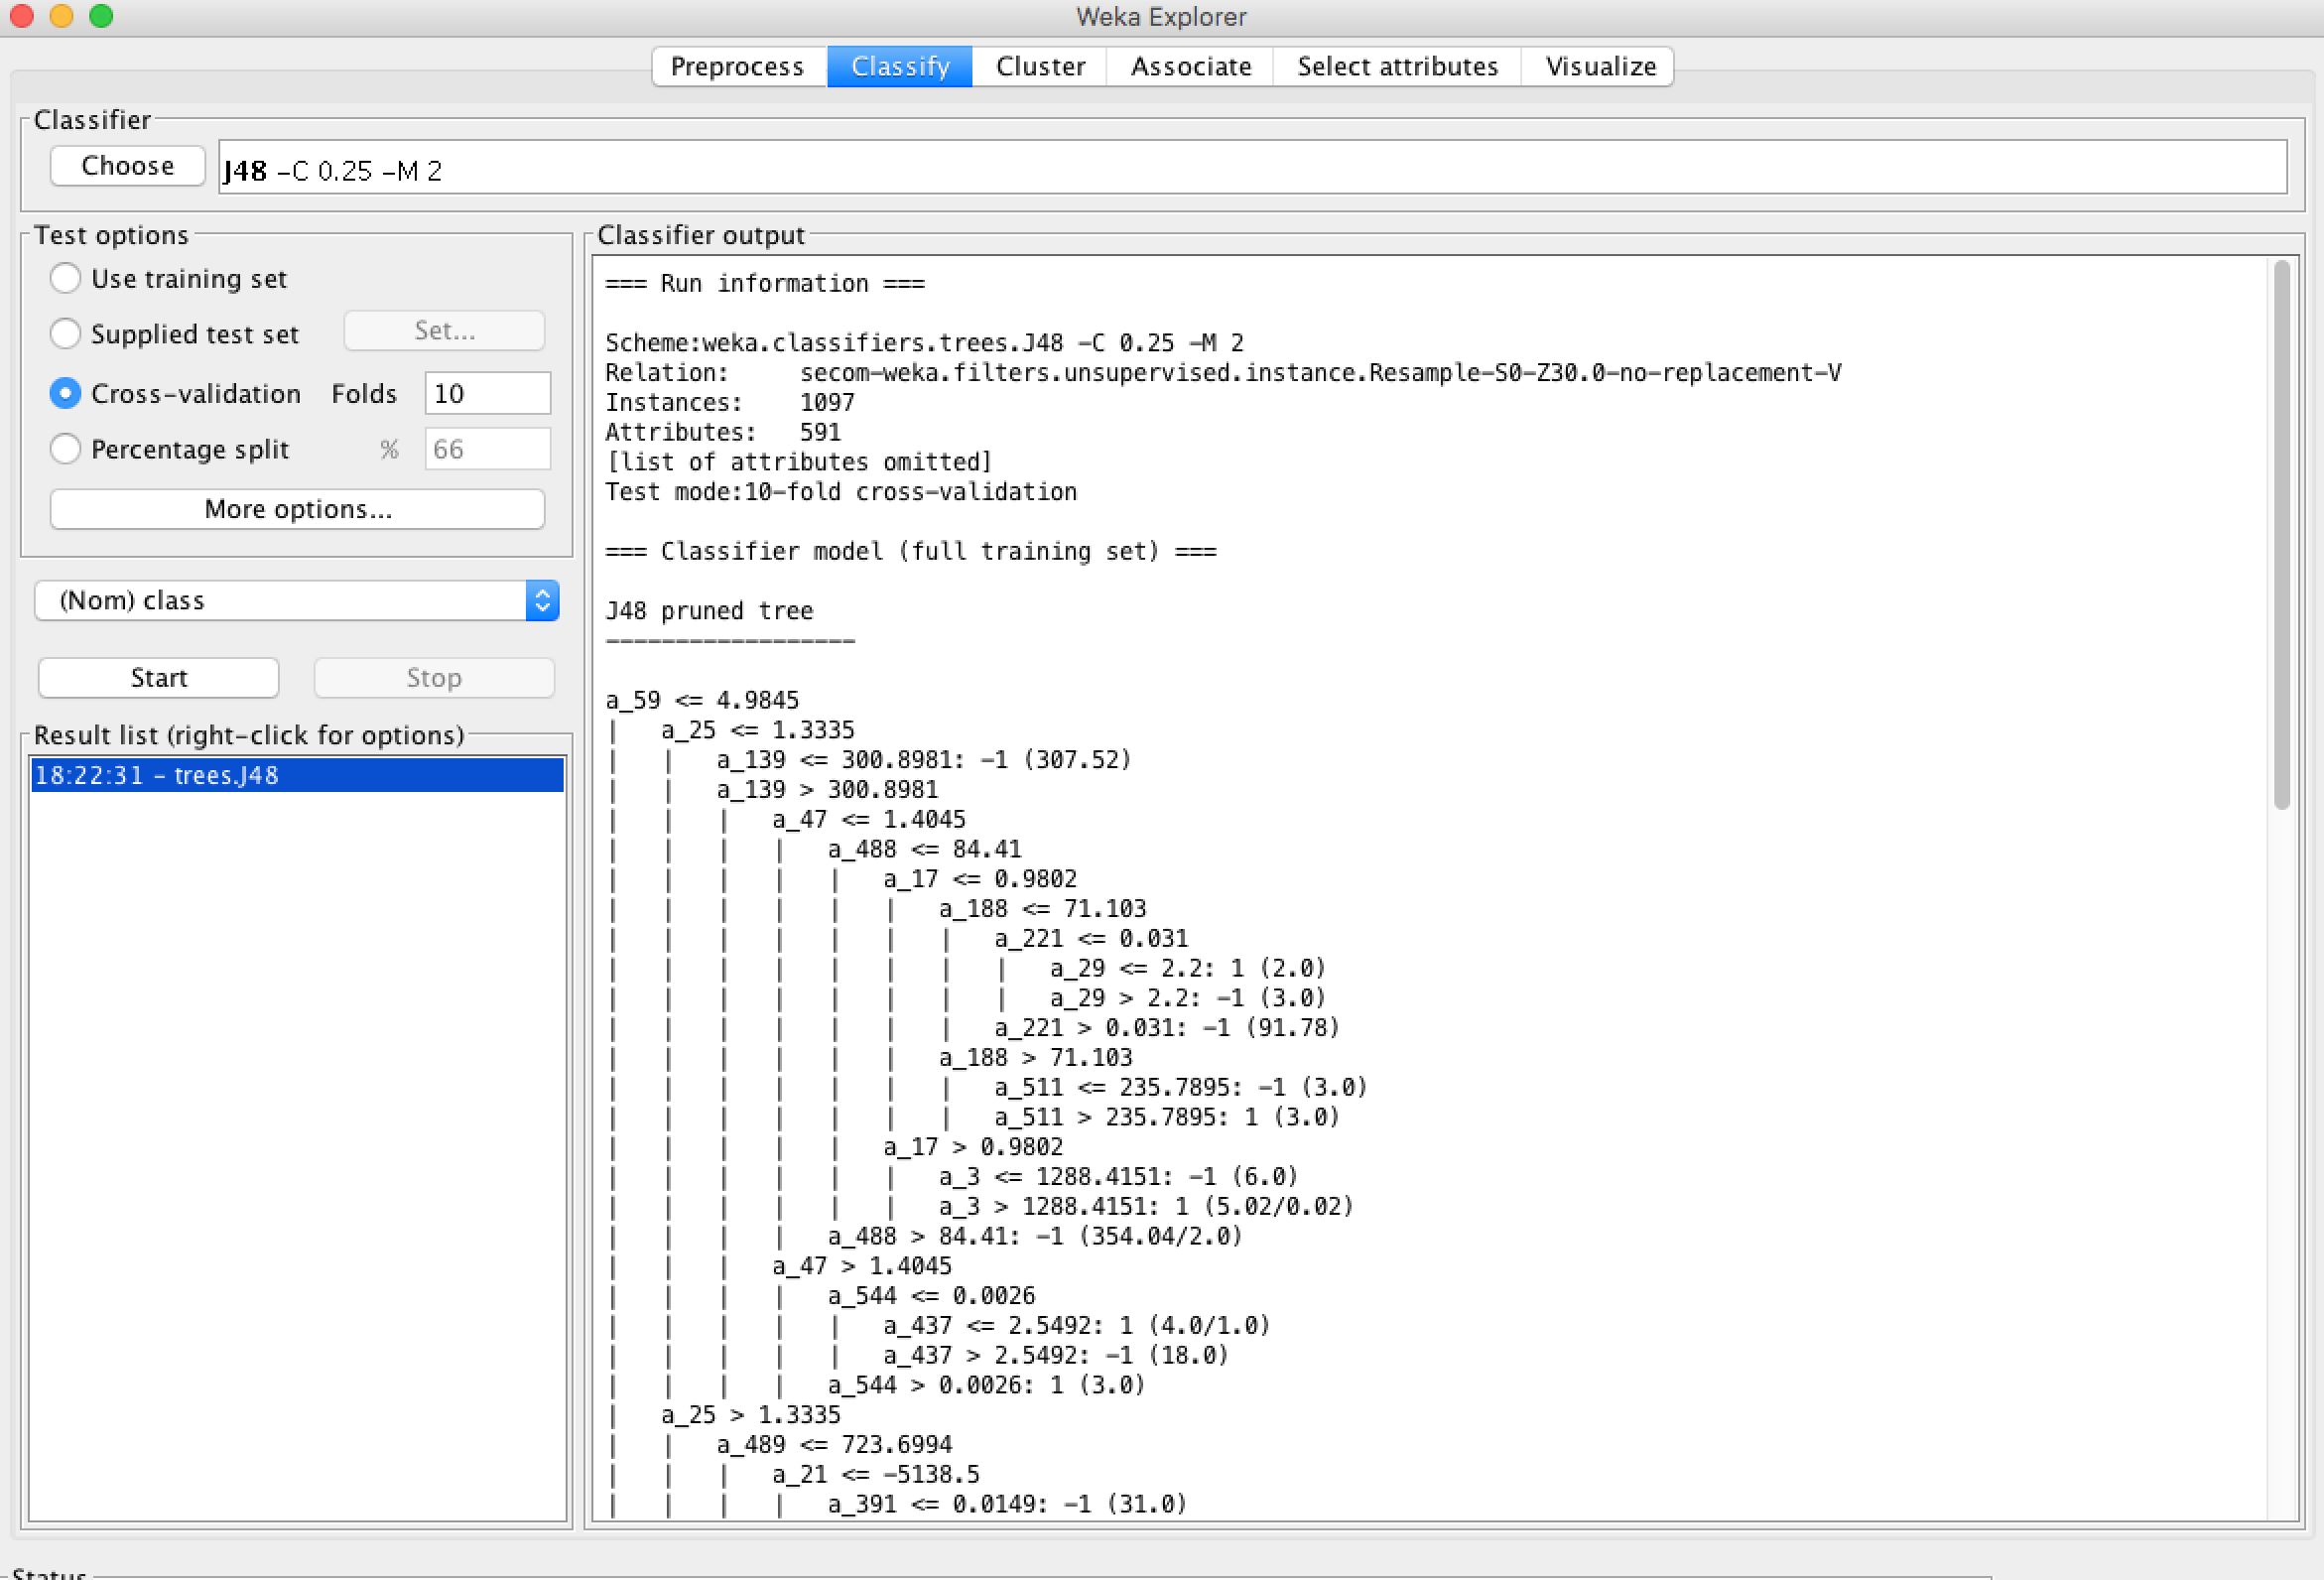 Weka Explorer
Preprocess Classify Cluster Associate Select attributes Visualize
Classifier
Choose J48 -C 0.25 -M 2
Test options
Use training set
Supplied test set Set...
Cross-validation Folds 10
Percentage split % 66
More options...
(Nom) class
Start Stop
Result list (right-click for options)
18:22:31 - trees.J48
Classifier output
=== Run information ===
Scheme:weka.classifiers.trees.J48 -C 0.25 -M 2
Relation: secom-weka.filters.unsupervised.instance.Resample-S0-Z30.0-no-replacement-V
Instances: 1097
Attributes: 591
[list of attributes omitted]
Test mode:10-fold cross-validation
=== Classifier model (full training set) ===
J48 pruned tree
------------------
a_59 <= 4.9845
|   a_25 <= 1.3335
|   |   a_139 <= 300.8981: -1 (307.52)
|   |   a_139 > 300.8981
|   |   |   a_47 <= 1.4045
|   |   |   |   a_488 <= 84.41
|   |   |   |   |   a_17 <= 0.9802
|   |   |   |   |   |   a_188 <= 71.103
|   |   |   |   |   |   |   a_221 <= 0.031
|   |   |   |   |   |   |   |   a_29 <= 2.2: 1 (2.0)
|   |   |   |   |   |   |   |   a_29 > 2.2: -1 (3.0)
|   |   |   |   |   |   |   a_221 > 0.031: -1 (91.78)
|   |   |   |   |   |   a_188 > 71.103
|   |   |   |   |   |   |   a_511 <= 235.7895: -1 (3.0)
|   |   |   |   |   |   |   a_511 > 235.7895: 1 (3.0)
|   |   |   |   |   a_17 > 0.9802
|   |   |   |   |   |   a_3 <= 1288.4151: -1 (6.0)
|   |   |   |   |   |   a_3 > 1288.4151: 1 (5.02/0.02)
|   |   |   |   a_488 > 84.41: -1 (354.04/2.0)
|   |   |   a_47 > 1.4045
|   |   |   |   a_544 <= 0.0026
|   |   |   |   |   a_437 <= 2.5492: 1 (4.0/1.0)
|   |   |   |   |   a_437 > 2.5492: -1 (18.0)
|   |   |   |   a_544 > 0.0026: 1 (3.0)
|   a_25 > 1.3335
|   |   a_489 <= 723.6994
|   |   |   a_21 <= -5138.5
|   |   |   |   a_391 <= 0.0149: -1 (31.0)
Status